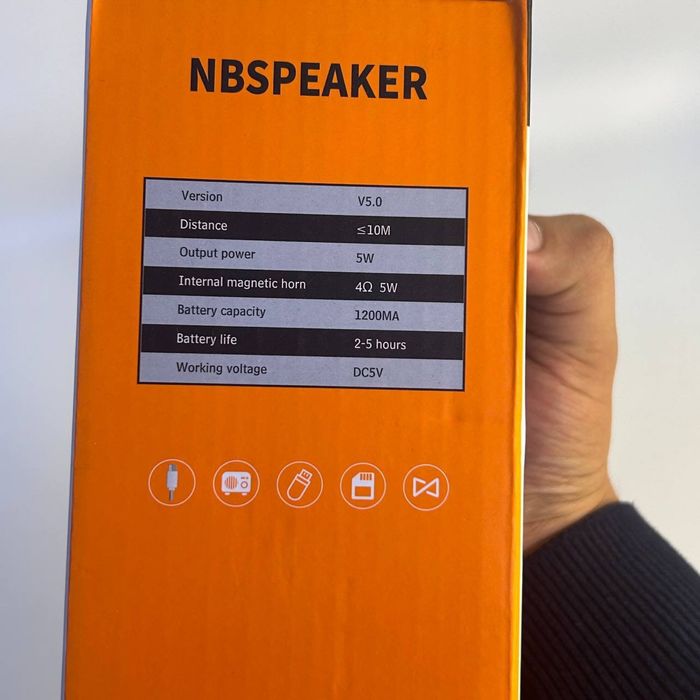 NBSPEAKER
Version V5.0
Distance ≤10M
Output power 5W
Internal magnetic horn 4Ω 5W
Battery capacity 1200MA
Battery life 2-5 hours
Working voltage DC5V